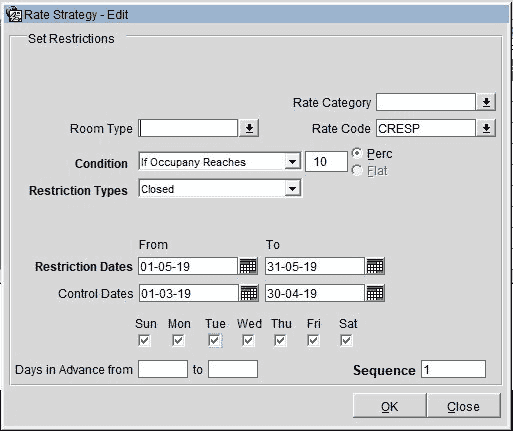 Rate Strategy - Edit
Set Restrictions
Rate Category
Room Type Rate Code CRESP
Condition If Occupany Reaches 10 Perc
Flat
Restriction Types Closed
From To
Restriction Dates 01-05-19 31-05-19
Control Dates 01-03-19 30-04-19
Sun Mon Tue Wed Thu Fri Sat
Days in Advance from to Sequence 1
OK Close